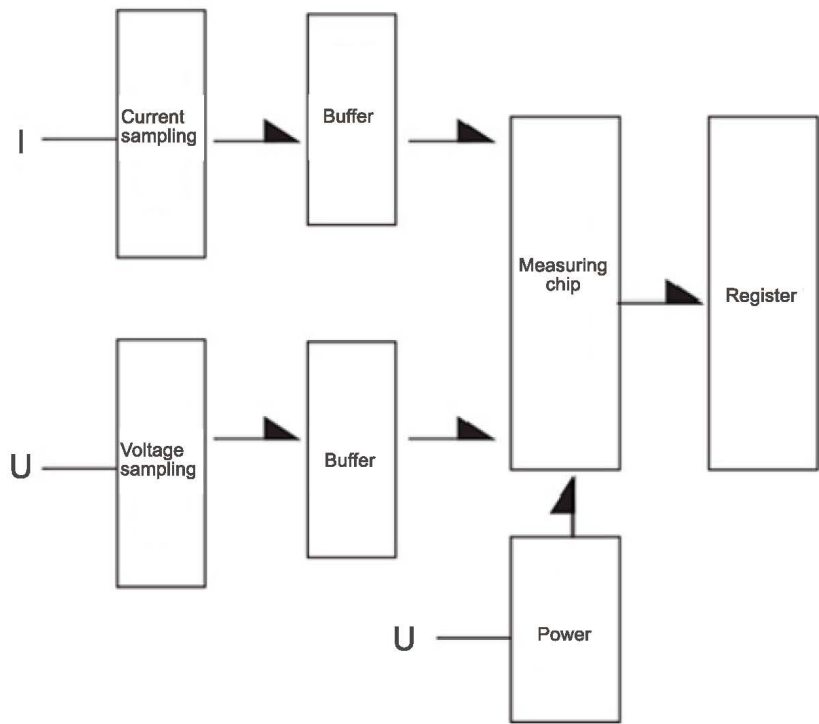 I
Current
sampling
Buffer
Measuring
chip
Register
U
Voltage
sampling
Buffer
U
Power